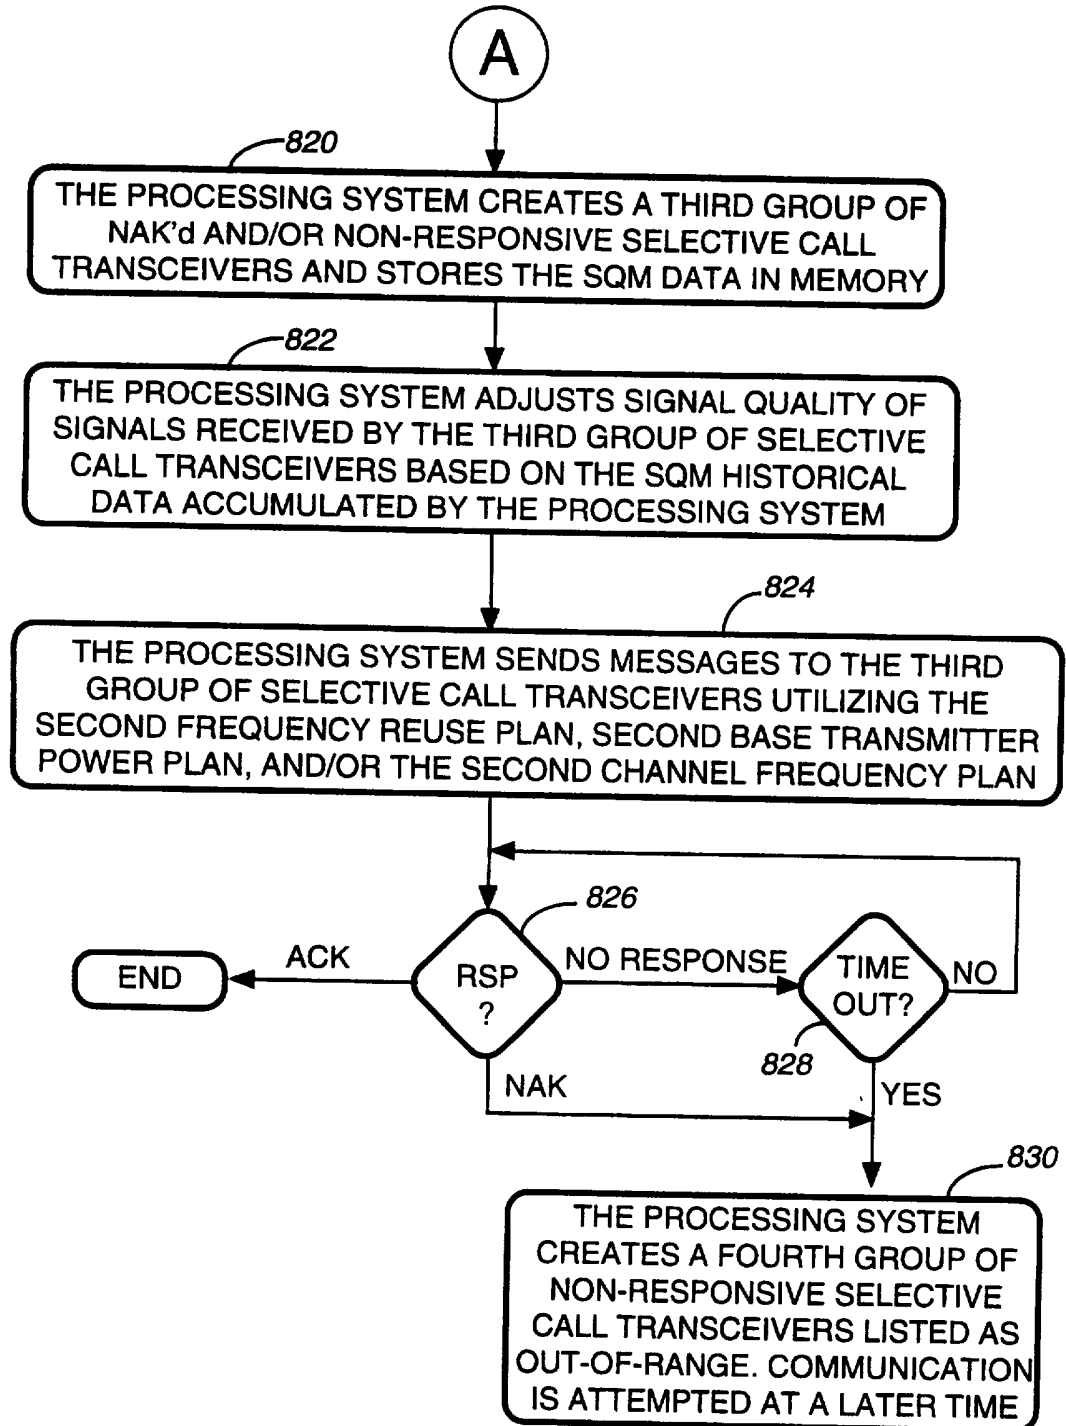 A
820
THE PROCESSING SYSTEM CREATES A THIRD GROUP OF
NAK'd AND/OR NON-RESPONSIVE SELECTIVE CALL
TRANSCEIVERS AND STORES THE SQM DATA IN MEMORY
822
THE PROCESSING SYSTEM ADJUSTS SIGNAL QUALITY OF
SIGNALS RECEIVED BY THE THIRD GROUP OF SELECTIVE
CALL TRANSCEIVERS BASED ON THE SQM HISTORICAL
DATA ACCUMULATED BY THE PROCESSING SYSTEM
824
THE PROCESSING SYSTEM SENDS MESSAGES TO THE THIRD
GROUP OF SELECTIVE CALL TRANSCEIVERS UTILIZING THE
SECOND FREQUENCY REUSE PLAN, SECOND BASE TRANSMITTER
POWER PLAN, AND/OR THE SECOND CHANNEL FREQUENCY PLAN
826
END
ACK
RSP
?
NO RESPONSE
TIME
OUT?
NO
828
NAK
YES
830
THE PROCESSING SYSTEM
CREATES A FOURTH GROUP OF
NON-RESPONSIVE SELECTIVE
CALL TRANSCEIVERS LISTED AS
OUT-OF-RANGE. COMMUNICATION
IS ATTEMPTED AT A LATER TIME